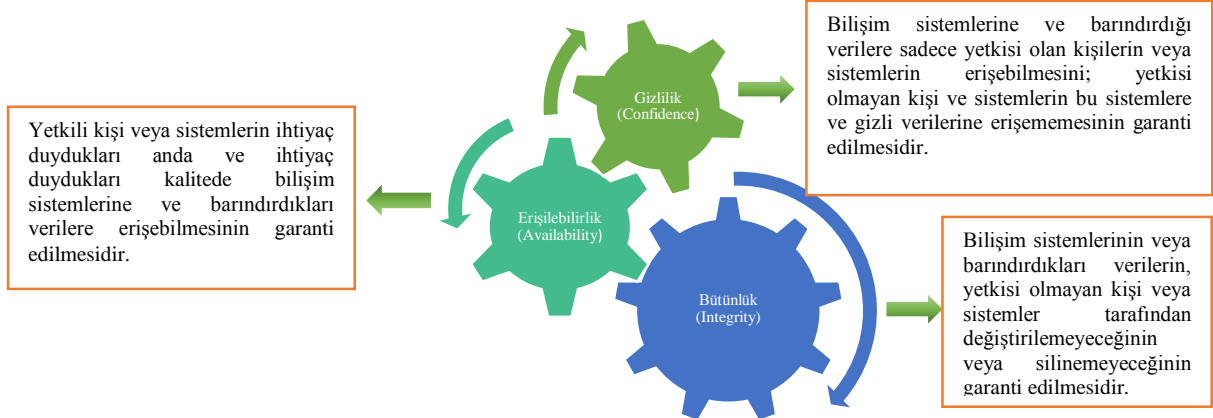 Bilişim sistemlerine ve barındırdığı
verilere sadece yetkisi olan kişilerin veya
sistemlerin erişebilmesini; yetkisi
olmayan kişi ve sistemlerin bu sistemlere
ve gizli verilerine erişememesinin garanti
edilmesidir.
Gizlilik
(Confidence)
Yetkili kişi veya sistemlerin ihtiyaç
duydukları anda ve ihtiyaç
duydukları kalitede bilişim
sistemlerine ve barındırdıkları
verilere erişebilmesinin garanti
edilmesidir.
Erişilebilirlik
(Availability)
Bütünlük
(Integrity)
Bilişim sistemlerinin veya
barındırdıkları verilerin,
yetkisi olmayan kişi veya
sistemler tarafından
değiştirilemeyeceğinin
veya silinemeyeceğinin
garanti edilmesidir.